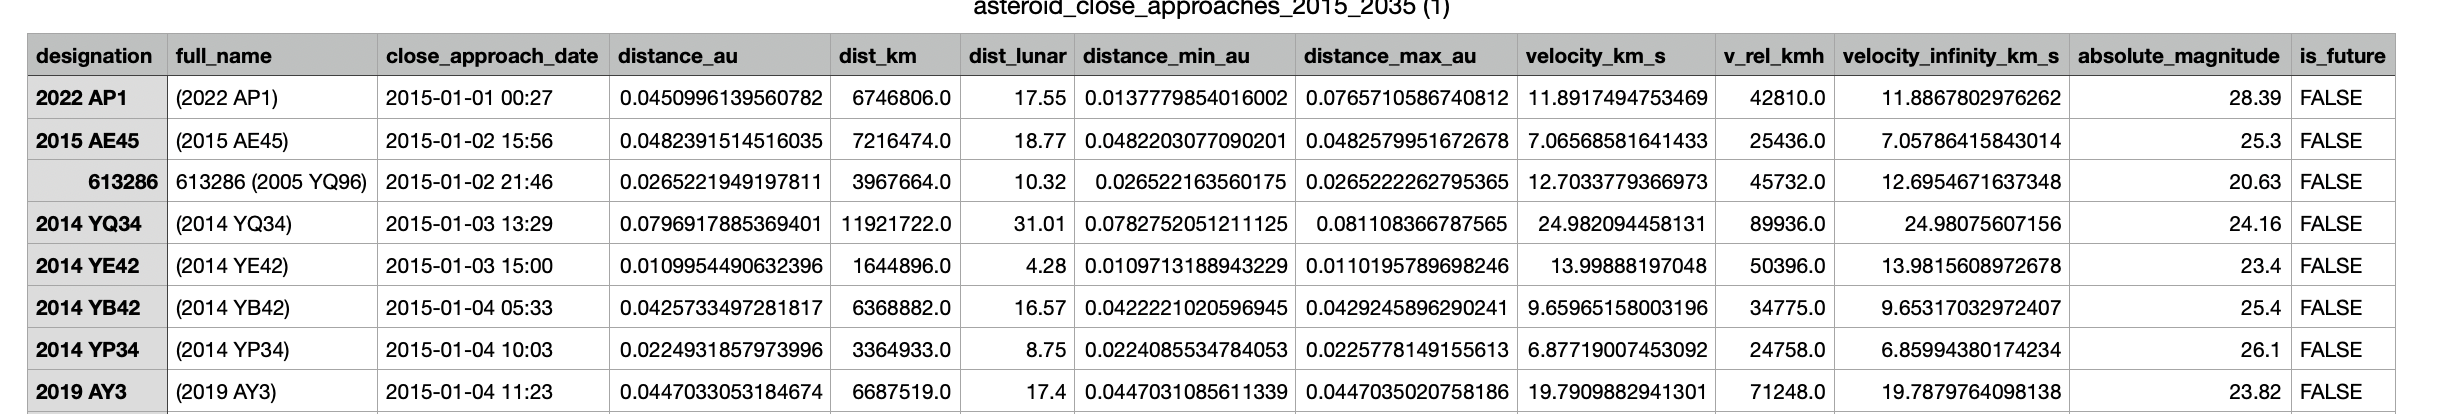 asteroid_close_approaches_2015_2035 (1)
designation full_name close_approach_date distance_au dist_km dist_lunar distance_min_au distance_max_au velocity_km_s v_rel_kmh velocity_infinity_km_s absolute_magnitude is_future
2022 AP1 (2022 AP1) 2015-01-01 00:27 0.0450996139560782 6746806.0 17.55 0.0137779854016002 0.0765710586740812 11.8917494753469 42810.0 11.8867802976262 28.39 FALSE
2015 AE45 (2015 AE45) 2015-01-02 15:56 0.0482391514516035 7216474.0 18.77 0.0482203077090201 0.0482579951672678 7.06568581641433 25436.0 7.05786415843014 25.3 FALSE
613286 613286 (2005 YQ96) 2015-01-02 21:46 0.0265221949197811 3967664.0 10.32 0.026522163560175 0.0265222262795365 12.7033779366973 45732.0 12.6954671637348 20.63 FALSE
2014 YQ34 (2014 YQ34) 2015-01-03 13:29 0.0796917885369401 11921722.0 31.01 0.0782752051211125 0.081108366787565 24.982094458131 89936.0 24.98075607156 24.16 FALSE
2014 YE42 (2014 YE42) 2015-01-03 15:00 0.0109954490632396 1644896.0 4.28 0.0109713188943229 0.0110195789698246 13.99888197048 50396.0 13.9815608972678 23.4 FALSE
2014 YB42 (2014 YB42) 2015-01-04 05:33 0.0425733497281817 6368882.0 16.57 0.0422221020596945 0.0429245896290241 9.65965158003196 34775.0 9.65317032972407 25.4 FALSE
2014 YP34 (2014 YP34) 2015-01-04 10:03 0.0224931857973996 3364933.0 8.75 0.0224085534784053 0.0225778149155613 6.87719007453092 24758.0 6.85994380174234 26.1 FALSE
2019 AY3 (2019 AY3) 2015-01-04 11:23 0.0447033053184674 6687519.0 17.4 0.0447031085611339 0.0447035020758186 19.7909882941301 71248.0 19.7879764098138 23.82 FALSE